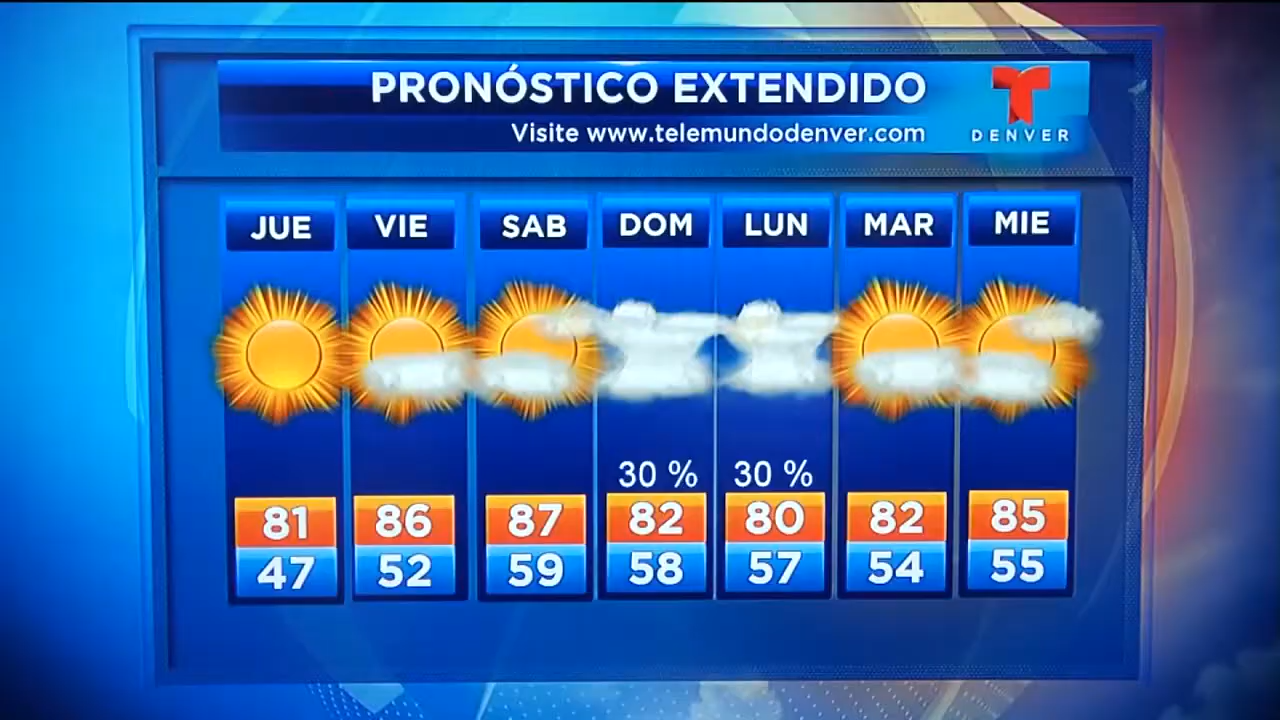 PRONÓSTICO EXTENDIDO
Visite www.telemundodenver.com
DENVER
JUE VIE SAB DOM LUN MAR MIE
30 % 30 %
81 86 87 82 80 82 85
47 52 59 58 57 54 55